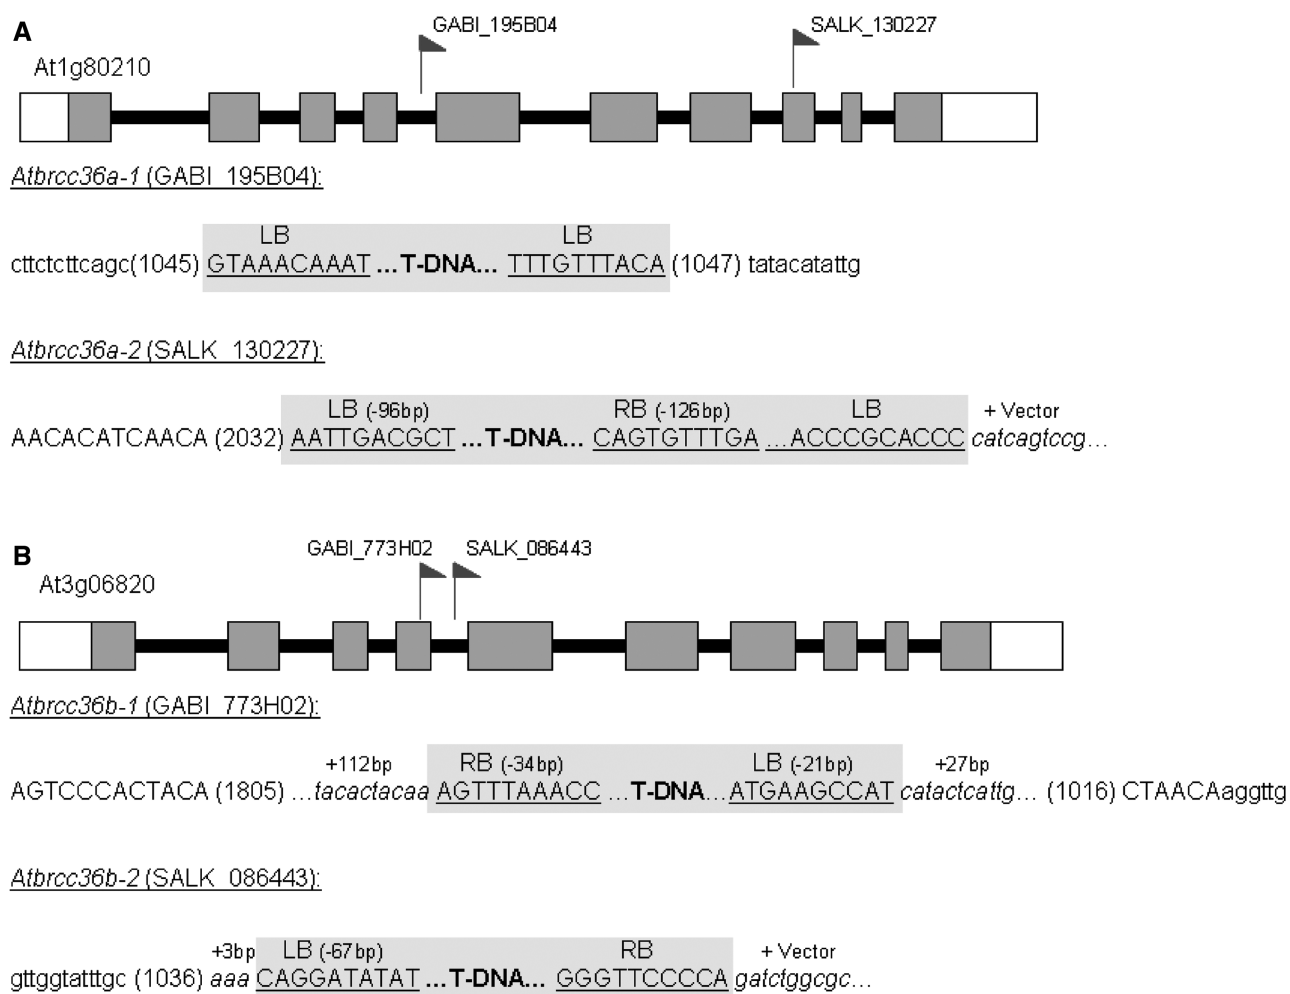 A
GABI_195B04
SALK_130227
At1g80210
Atbrcc36a-1 (GABI_195B04):
LB LB
cttctcttcagc(1045) GTAAACAAAT ...T-DNA... TTTGTTTACA (1047) tatacatattg
Atbrcc36a-2 (SALK_130227):
LB (-96bp) RB (-126bp) LB + Vector
AACACATCAACA (2032) AATTGACGCT ...T-DNA... CAGTGTTTGA ...ACCCGCACCC catcagtccg...
B
GABI_773H02
SALK_086443
At3g06820
Atbrcc36b-1 (GABI_773H02):
+112bp RB (-34bp) LB (-21bp) +27bp
AGTCCCACTACA (1805) ...tacactacaa AGTTTAAACC ...T-DNA...ATGAAGCCAT catactcattg... (1016) CTAACAaggttg
Atbrcc36b-2 (SALK_086443):
+3bp LB (-67bp) RB + Vector
gttggtatttgc (1036) aaa CAGGATATAT ...T-DNA... GGGTTCCCCA gatctggcgc...